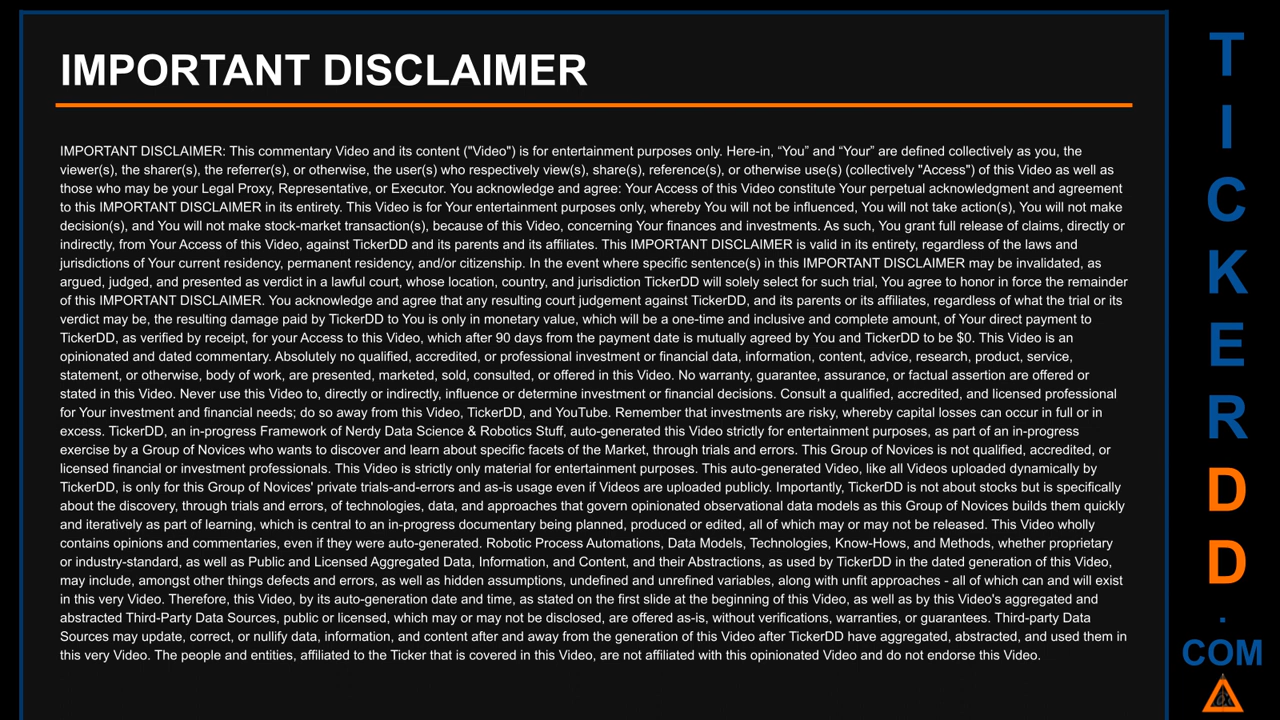 IMPORTANT DISCLAIMER
IMPORTANT DISCLAIMER: This commentary Video and its content ("Video") is for entertainment purposes only. Here-in, “You” and “Your” are defined collectively as you, the
viewer(s), the sharer(s), the referrer(s), or otherwise, the user(s) who respectively view(s), share(s), reference(s), or otherwise use(s) (collectively "Access") of this Video as well as
those who may be your Legal Proxy, Representative, or Executor. You acknowledge and agree: Your Access of this Video constitute Your perpetual acknowledgment and agreement
to this IMPORTANT DISCLAIMER in its entirety. This Video is for Your entertainment purposes only, whereby You will not be influenced, You will not take action(s), You will not make
decision(s), and You will not make stock-market transaction(s), because of this Video, concerning Your finances and investments. As such, You grant full release of claims, directly or
indirectly, from Your Access of this Video, against TickerDD and its parents and its affiliates. This IMPORTANT DISCLAIMER is valid in its entirety, regardless of the laws and
jurisdictions of Your current residency, permanent residency, and/or citizenship. In the event where specific sentence(s) in this IMPORTANT DISCLAIMER may be invalidated, as
argued, judged, and presented as verdict in a lawful court, whose location, country, and jurisdiction TickerDD will solely select for such trial, You agree to honor in force the remainder
of this IMPORTANT DISCLAIMER. You acknowledge and agree that any resulting court judgement against TickerDD, and its parents or its affiliates, regardless of what the trial or its
verdict may be, the resulting damage paid by TickerDD to You is only in monetary value, which will be a one-time and inclusive and complete amount, of Your direct payment to
TickerDD, as verified by receipt, for your Access to this Video, which after 90 days from the payment date is mutually agreed by You and TickerDD to be $0. This Video is an
opinionated and dated commentary. Absolutely no qualified, accredited, or professional investment or financial data, information, content, advice, research, product, service,
statement, or otherwise, body of work, are presented, marketed, sold, consulted, or offered in this Video. No warranty, guarantee, assurance, or factual assertion are offered or
stated in this Video. Never use this Video to, directly or indirectly, influence or determine investment or financial decisions. Consult a qualified, accredited, and licensed professional
for Your investment and financial needs; do so away from this Video, TickerDD, and YouTube. Remember that investments are risky, whereby capital losses can occur in full or in
excess. TickerDD, an in-progress Framework of Nerdy Data Science & Robotics Stuff, auto-generated this Video strictly for entertainment purposes, as part of an in-progress
exercise by a Group of Novices who wants to discover and learn about specific facets of the Market, through trials and errors. This Group of Novices is not qualified, accredited, or
licensed financial or investment professionals. This Video is strictly only material for entertainment purposes. This auto-generated Video, like all Videos uploaded dynamically by
TickerDD, is only for this Group of Novices' private trials-and-errors and as-is usage even if Videos are uploaded publicly. Importantly, TickerDD is not about stocks but is specifically
about the discovery, through trials and errors, of technologies, data, and approaches that govern opinionated observational data models as this Group of Novices builds them quickly
and iteratively as part of learning, which is central to an in-progress documentary being planned, produced or edited, all of which may or may not be released. This Video wholly
contains opinions and commentaries, even if they were auto-generated. Robotic Process Automations, Data Models, Technologies, Know-Hows, and Methods, whether proprietary
or industry-standard, as well as Public and Licensed Aggregated Data, Information, and Content, and their Abstractions, as used by TickerDD in the dated generation of this Video,
may include, amongst other things defects and errors, as well as hidden assumptions, undefined and unrefined variables, along with unfit approaches - all of which can and will exist
in this very Video. Therefore, this Video, by its auto-generation date and time, as stated on the first slide at the beginning of this Video, as well as by this Video's aggregated and
abstracted Third-Party Data Sources, public or licensed, which may or may not be disclosed, are offered as-is, without verifications, warranties, or guarantees. Third-party Data
Sources may update, correct, or nullify data, information, and content after and away from the generation of this Video after TickerDD have aggregated, abstracted, and used them in
this very Video. The people and entities, affiliated to the Ticker that is covered in this Video, are not affiliated with this opinionated Video and do not endorse this Video.
T
I
C
K
E
R
D
D
.
COM